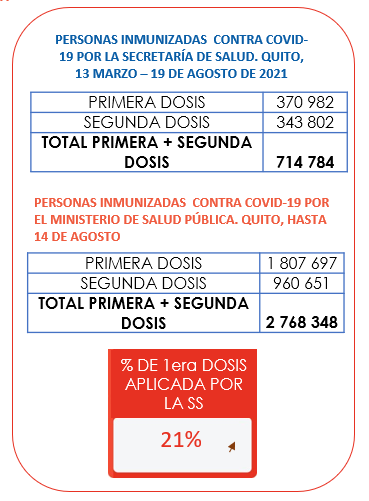 PERSONAS INMUNIZADAS CONTRA COVID-
19 POR LA SECRETARÍA DE SALUD. QUITO,
13 MARZO – 19 DE AGOSTO DE 2021
PRIMERA DOSIS 370 982
SEGUNDA DOSIS 343 802
TOTAL PRIMERA + SEGUNDA
DOSIS 714 784
PERSONAS INMUNIZADAS CONTRA COVID-19 POR
EL MINISTERIO DE SALUD PÚBLICA. QUITO, HASTA
14 DE AGOSTO
PRIMERA DOSIS 1 807 697
SEGUNDA DOSIS 960 651
TOTAL PRIMERA + SEGUNDA
DOSIS 2 768 348
% DE 1era DOSIS
APLICADA POR
LA SS
21%